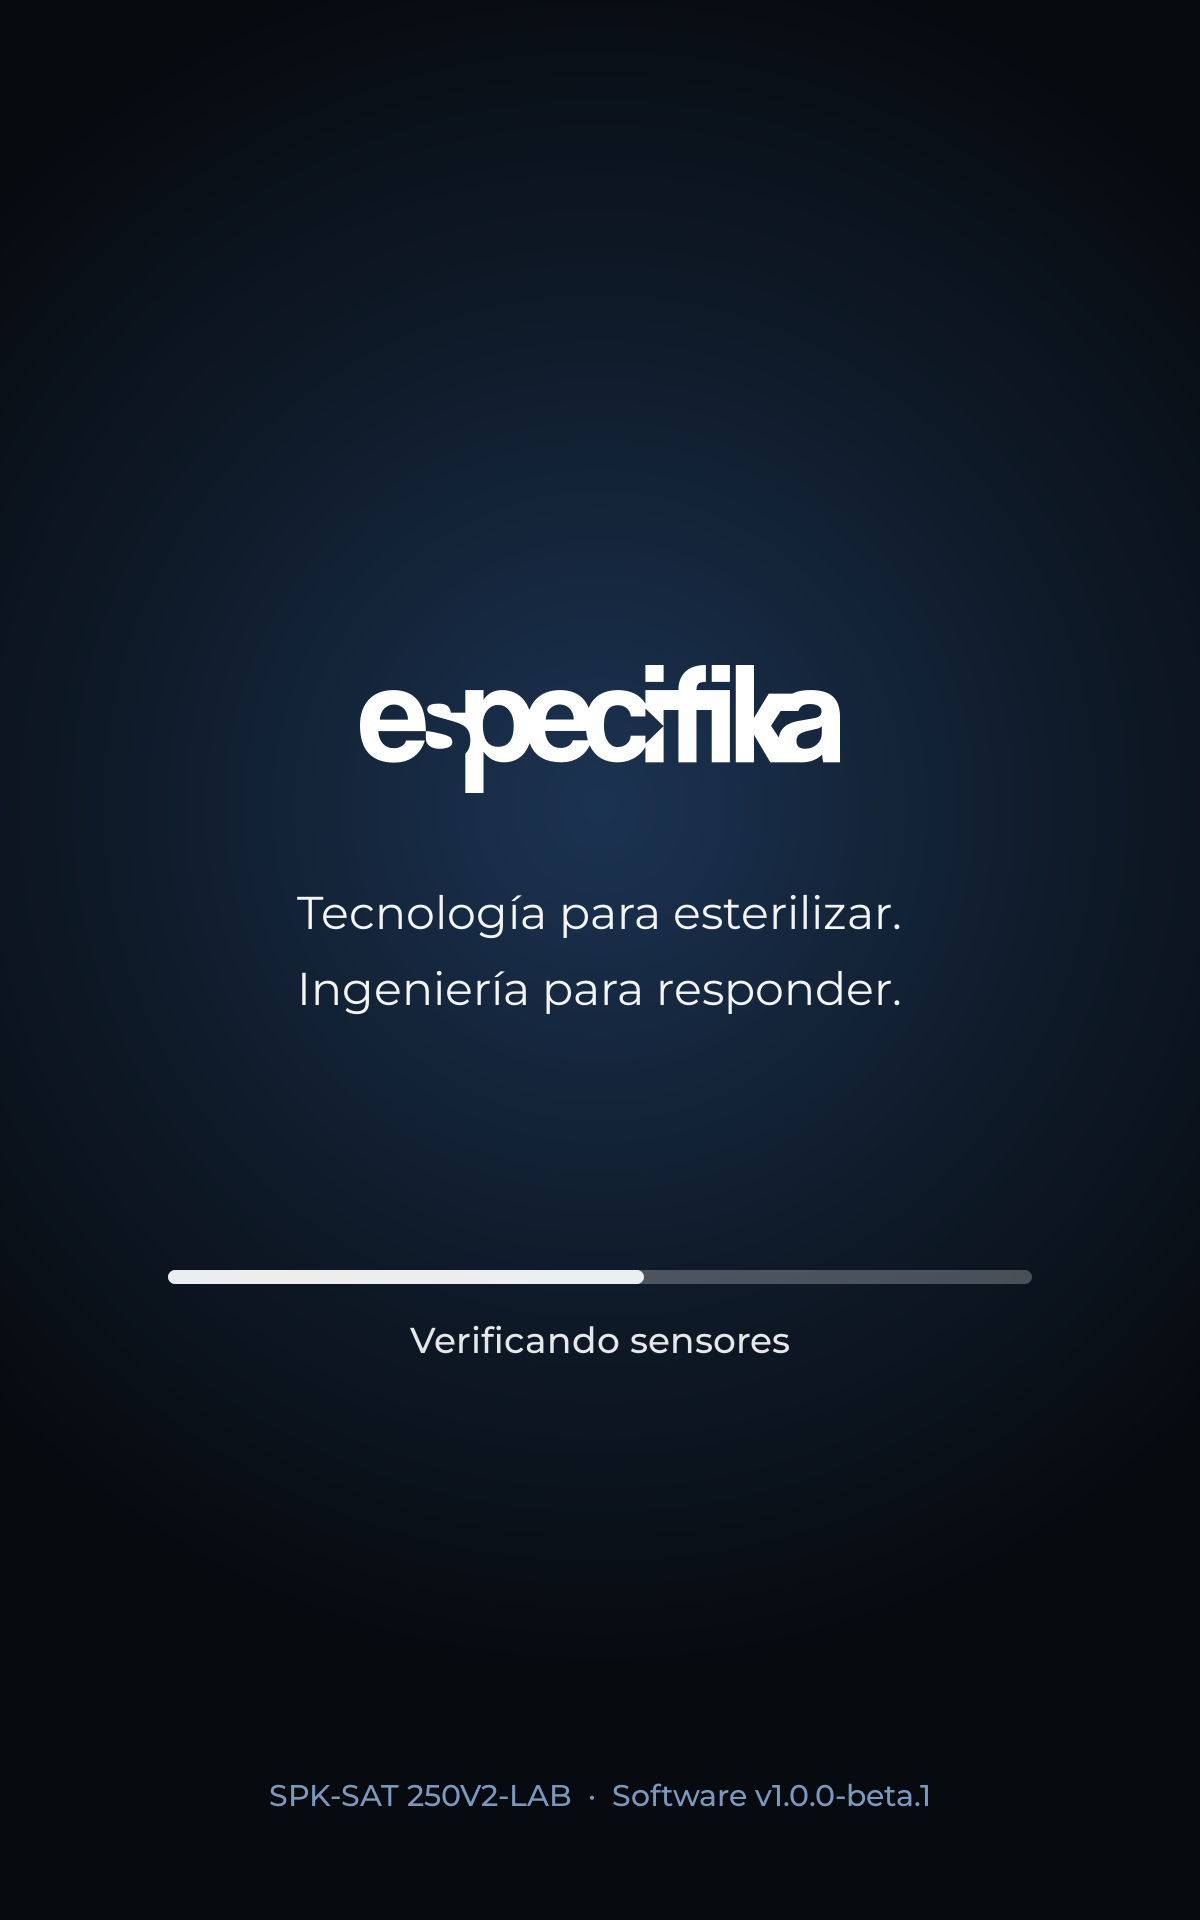 especifika
Tecnología para esterilizar.
Ingeniería para responder.
Verificando sensores
SPK-SAT 250V2-LAB · Software v1.0.0-beta.1